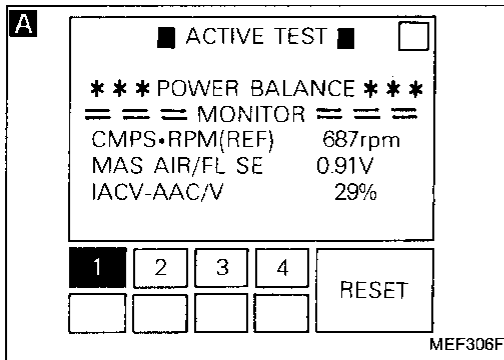 A
■ ACTIVE TEST ■
* * * POWER BALANCE * * *
= = = MONITOR = = =
CMPS•RPM(REF) 687rpm
MAS AIR/FL SE 0.91V
IACV-AAC/V 29%
1 2 3 4 RESET
MEF306F